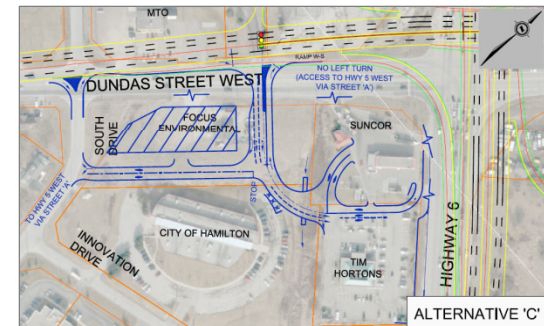 MTO
RAMP W-S
DUNDAS STREET WEST
NO LEFT TURN
(ACCESS TO HWY 5 WEST
VIA STREET 'A')
SOUTH
DRIVE
FOCUS
ENVIRONMENTAL
SUNCOR
TO HWY 5 WEST
VIA STREET 'A'
STOP
CITY OF HAMILTON
INNOVATION
DRIVE
TIM
HORTONS
HIGHWAY 6
ALTERNATIVE 'C'